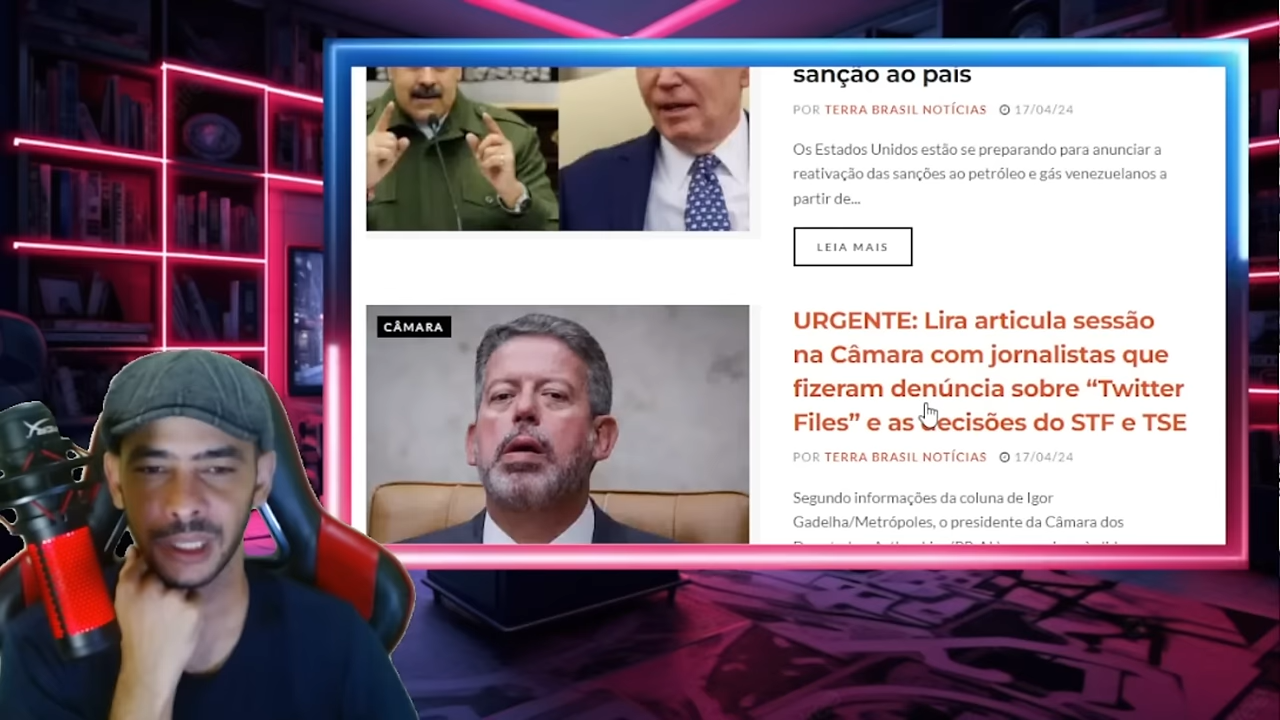 sanção ao país
POR TERRA BRASIL NOTÍCIAS 17/04/24
Os Estados Unidos estão se preparando para anunciar a
reativação das sanções ao petróleo e gás venezuelanos a
partir de...
LEIA MAIS
CÂMARA
URGENTE: Lira articula sessão
na Câmara com jornalistas que
fizeram denúncia sobre “Twitter
Files” e as decisões do STF e TSE
POR TERRA BRASIL NOTÍCIAS 17/04/24
Segundo informações da coluna de Igor
Gadelha/Metrópoles, o presidente da Câmara dos